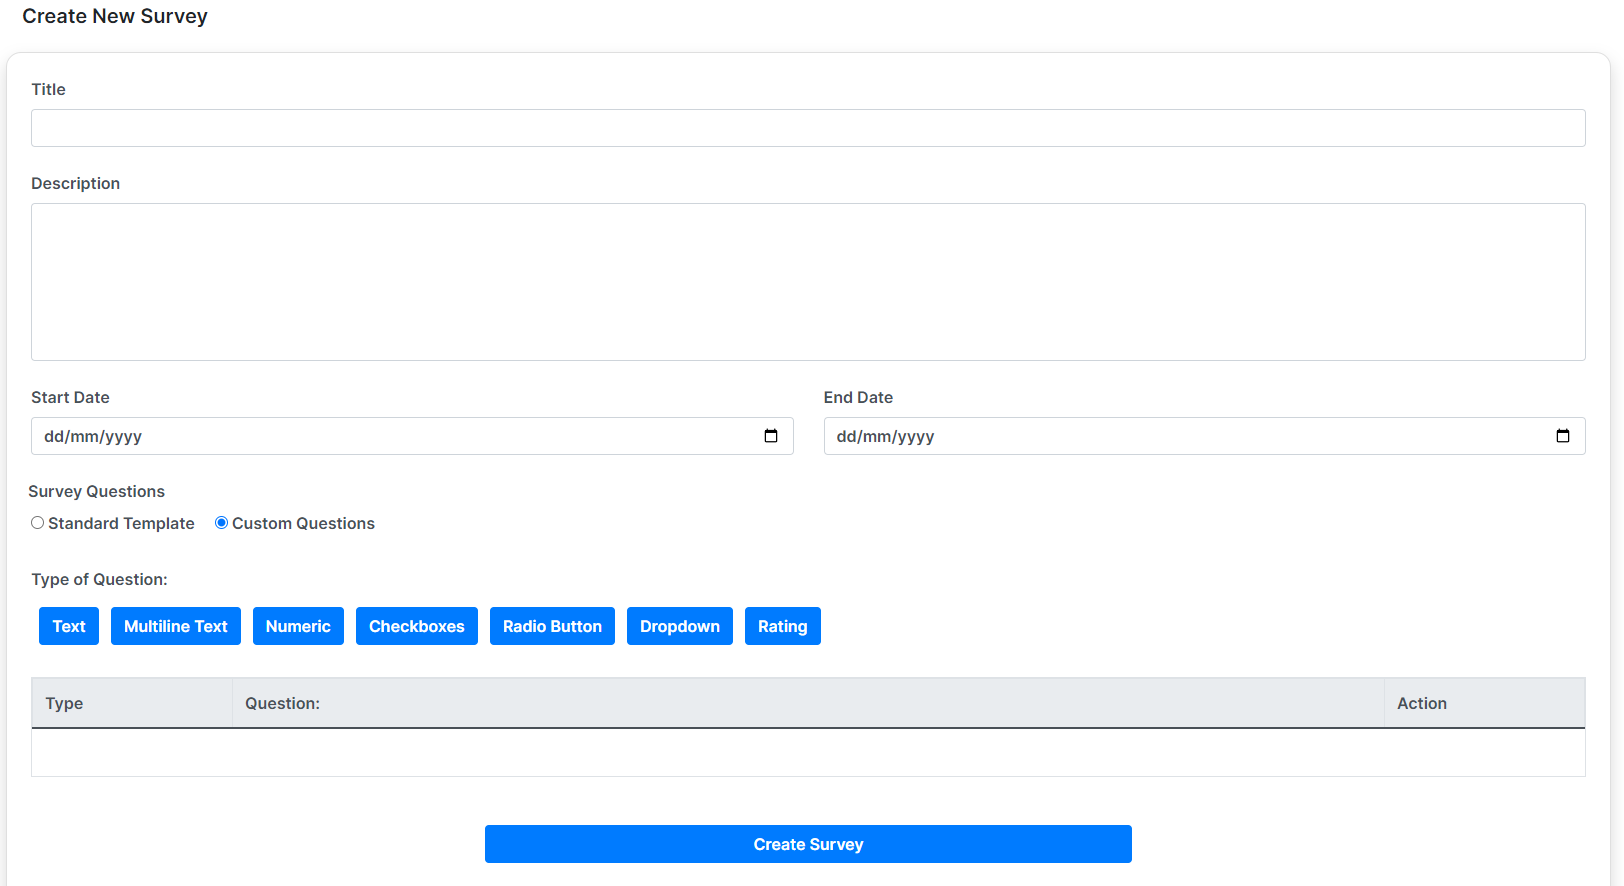 Create New Survey
Title
Description
Start Date End Date
dd/mm/yyyy dd/mm/yyyy
Survey Questions
Standard Template Custom Questions
Type of Question:
Text Multiline Text Numeric Checkboxes Radio Button Dropdown Rating
Type Question: Action
Create Survey